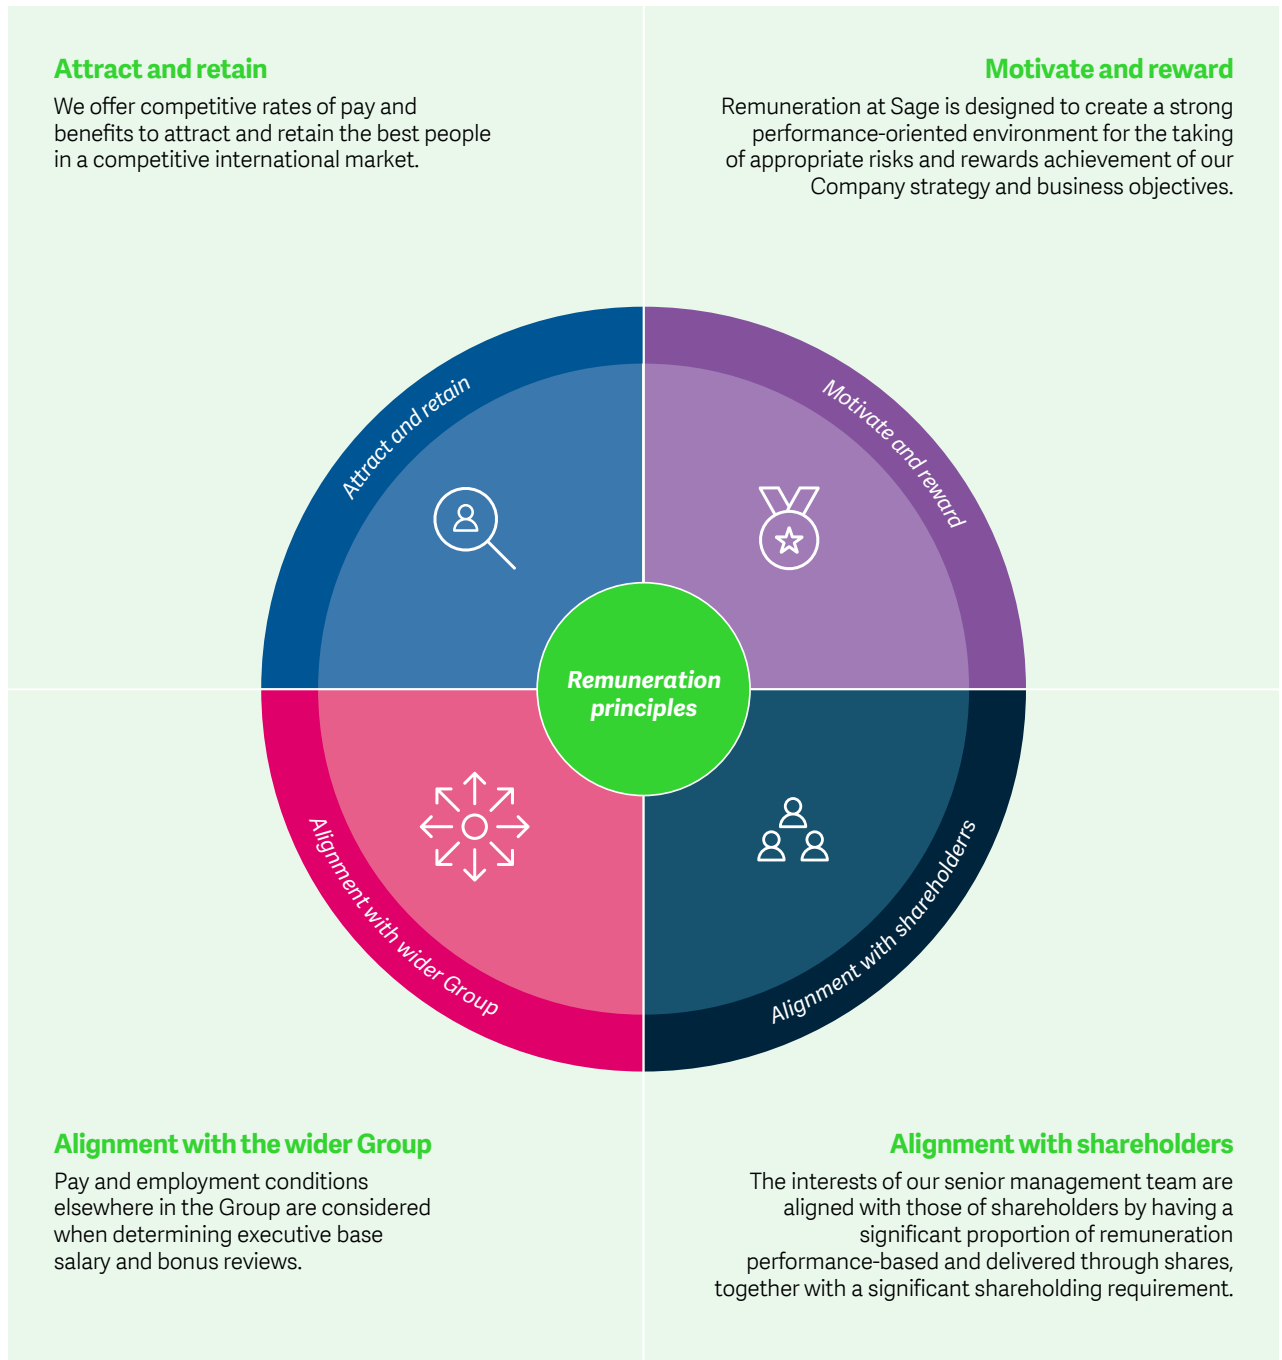 Attract and retain
We offer competitive rates of pay and
benefits to attract and retain the best people
in a competitive international market.
Motivate and reward
Remuneration at Sage is designed to create a strong
performance-oriented environment for the taking
of appropriate risks and rewards achievement of our
Company strategy and business objectives.
Attract and retain
Motivate and reward
Remuneration
principles
Alignment with wider Group
Alignment with shareholderrs
Alignment with the wider Group
Pay and employment conditions
elsewhere in the Group are considered
when determining executive base
salary and bonus reviews.
Alignment with shareholders
The interests of our senior management team are
aligned with those of shareholders by having a
significant proportion of remuneration
performance-based and delivered through shares,
together with a significant shareholding requirement.